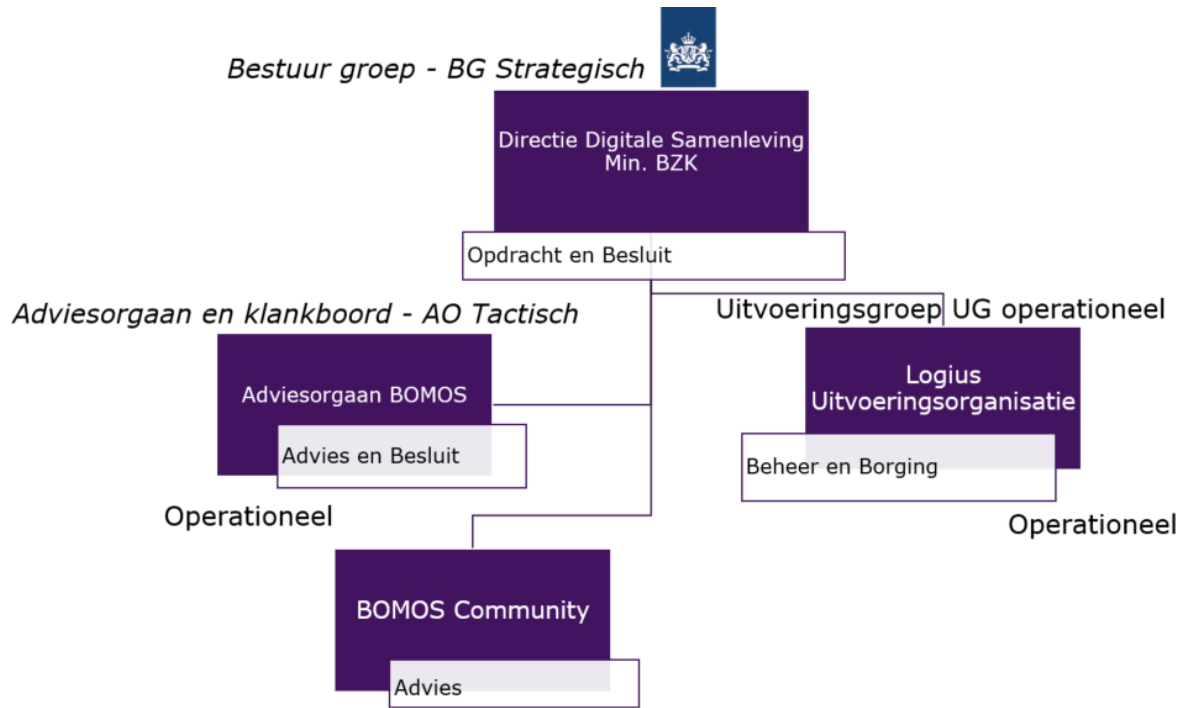 Bestuur groep - BG Strategisch
Directie Digitale Samenleving
Min. BZK
Opdracht en Besluit
Adviesorgaan en klankboord - AO Tactisch
Uitvoeringsgroep UG operationeel
Adviesorgaan BOMOS
Advies en Besluit
Logius
Uitvoeringsorganisatie
Beheer en Borging
Operationeel
Operationeel
BOMOS Community
Advies